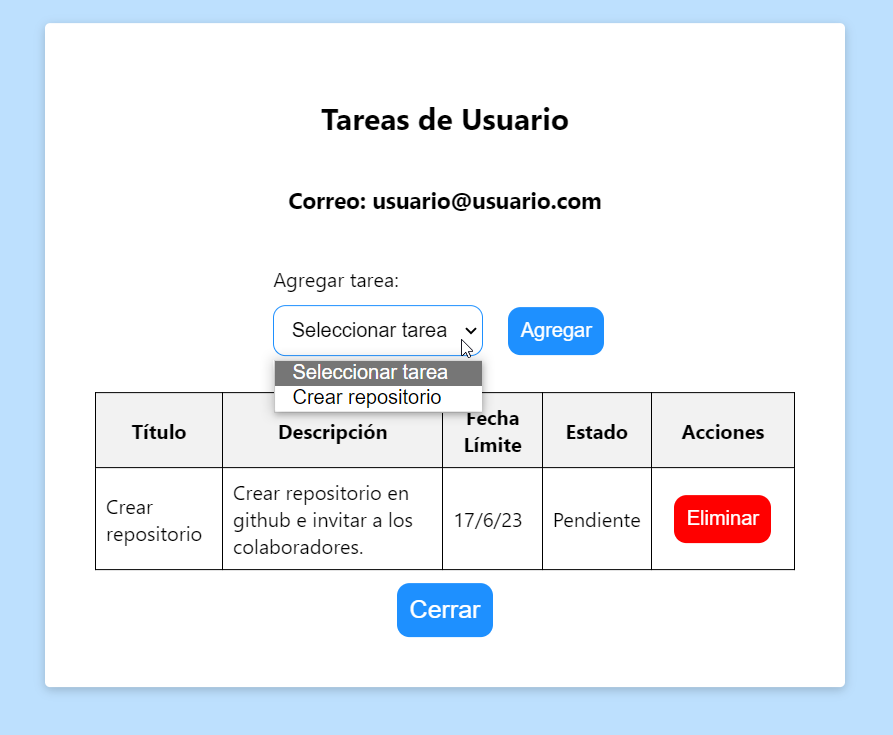 Tareas de Usuario
Correo: usuario@usuario.com
Agregar tarea:
Seleccionar tarea
Agregar
Seleccionar tarea
Crear repositorio
Título
Descripción
Fecha
Límite
Estado
Acciones
Crear
repositorio
Crear repositorio en
github e invitar a los
colaboradores.
17/6/23
Pendiente
Eliminar
Cerrar